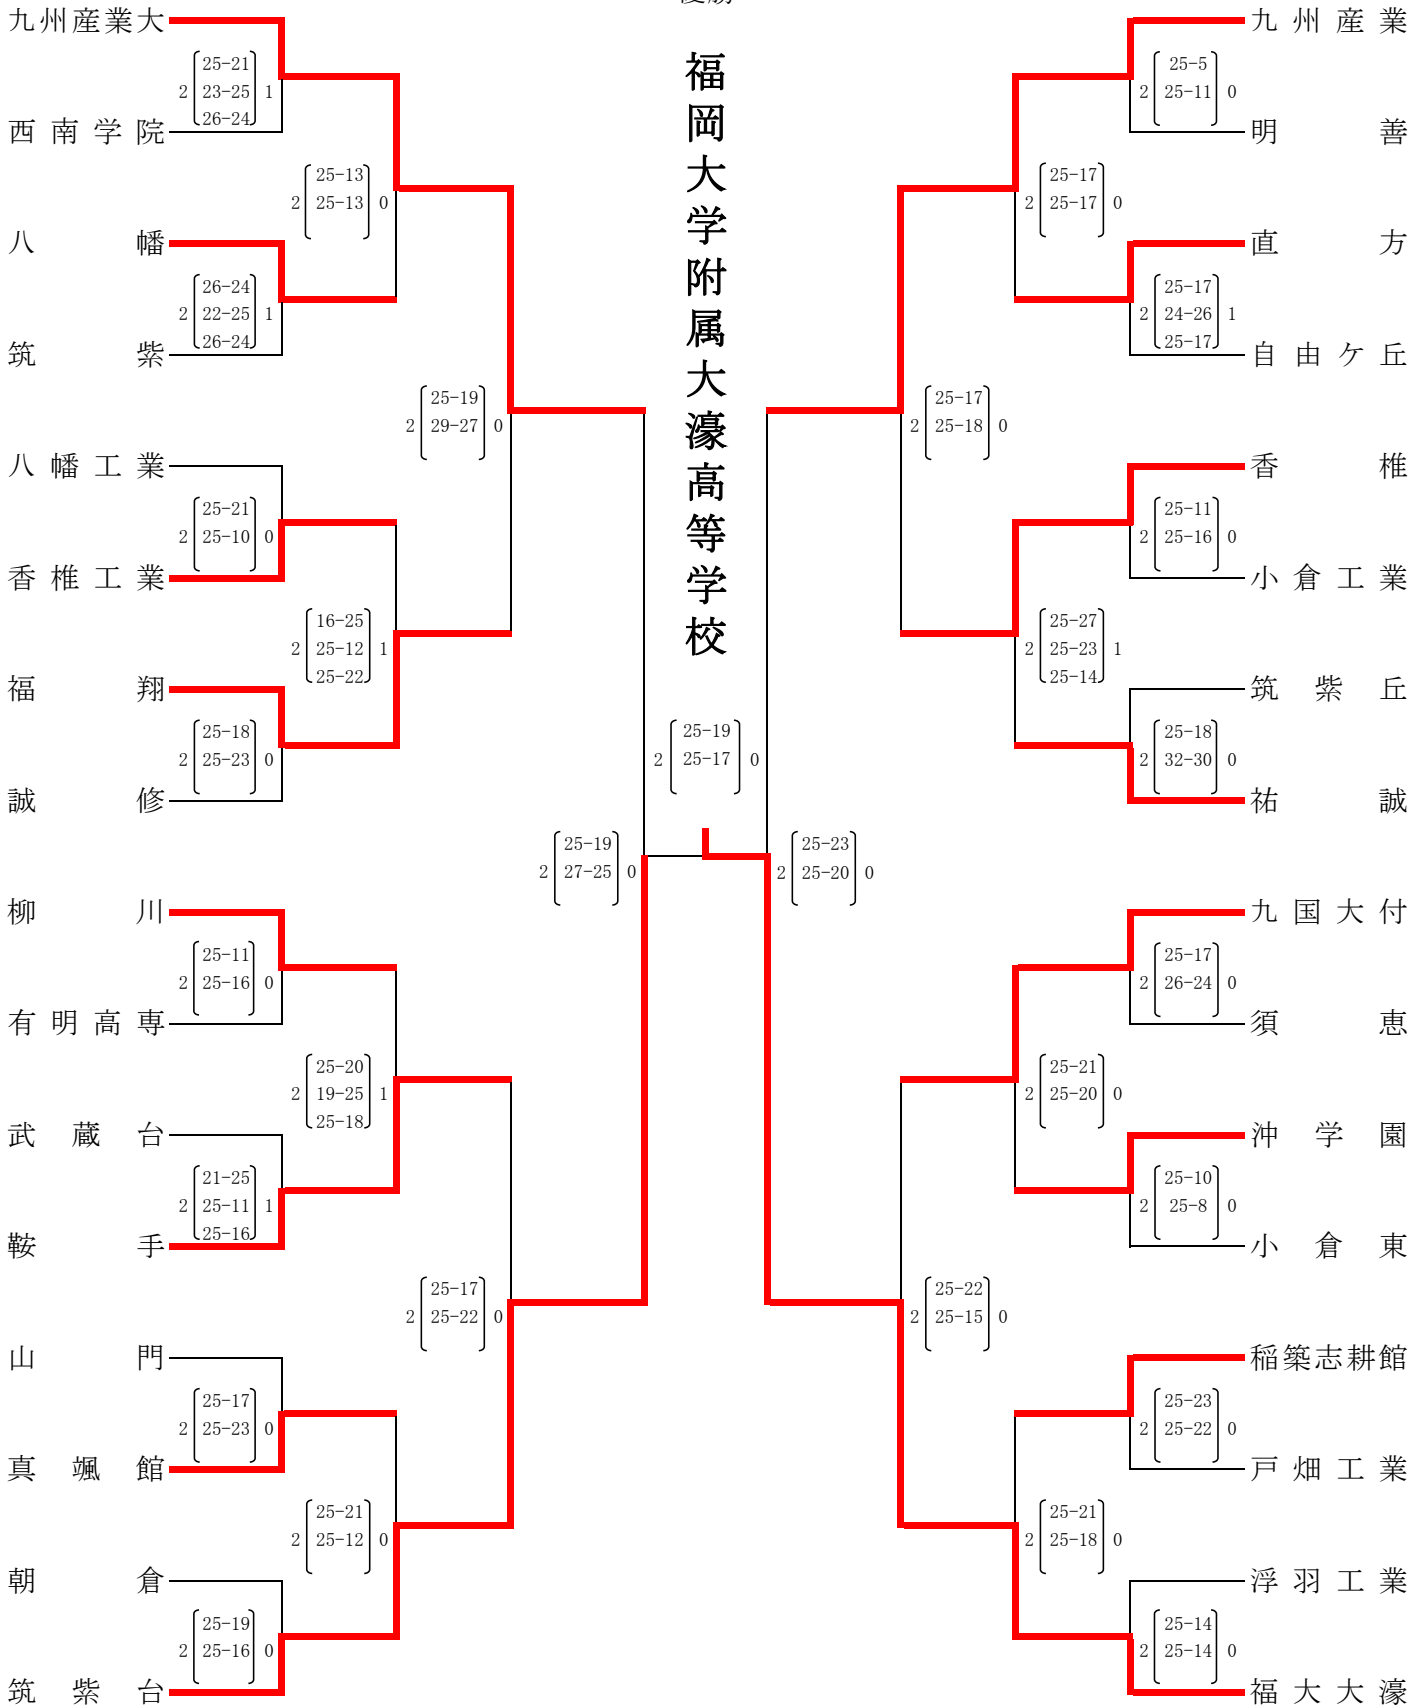 優勝
福岡大学附属大濠高等学校
九州産業大
2 25-21 23-25 26-24 1
西南学院
2 25-13 25-13 0
八幡
2 26-24 22-25 26-24 1
筑紫
2 25-19 29-27 0
八幡工業
2 25-21 25-10 0
香椎工業
2 16-25 25-12 25-22 1
福翔
2 25-18 25-23 0
誠修
2 25-19 27-25 0
柳川
2 25-11 25-16 0
有明高専
2 25-20 19-25 25-18 1
武蔵台
2 21-25 25-11 25-16 1
鞍手
2 25-17 25-22 0
山門
2 25-17 25-23 0
真颯館
2 25-21 25-12 0
朝倉
2 25-19 25-16 0
筑紫台
2 25-19 25-17 0
九州産業
2 25-5 25-11 0
明善
2 25-17 25-17 0
直方
2 25-17 24-26 25-17 1
自由ケ丘
2 25-17 25-18 0
香椎
2 25-11 25-16 0
小倉工業
2 25-27 25-23 25-14 1
筑紫丘
2 25-18 32-30 0
祐誠
2 25-23 25-20 0
九国大付
2 25-17 26-24 0
須恵
2 25-21 25-20 0
沖学園
2 25-10 25-8 0
小倉東
2 25-22 25-15 0
稲築志耕館
2 25-23 25-22 0
戸畑工業
2 25-21 25-18 0
浮羽工業
2 25-14 25-14 0
福大大濠